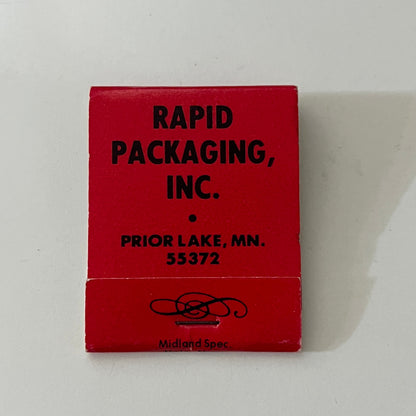 RAPID
PACKAGING,
INC.
•
PRIOR LAKE, MN.
55372
Midland Spec.